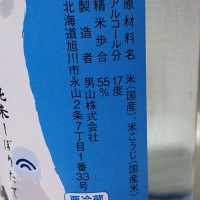 原材料名　米（国産）、米こうじ（国産米）
アルコール分　17度
精米歩合　55%
製造者　男山株式会社
北海道旭川市永山2条7丁目1番33号
要冷蔵
しぼりたて